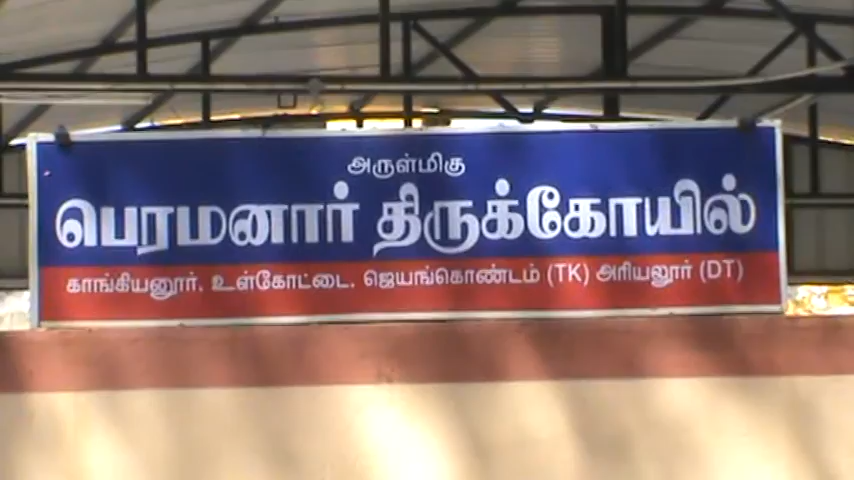 அருள்மிகு
பெரமனார் திருக்கோயில்
காங்கியனூர். உள்கோட்டை. ஜெயங்கொண்டம் (TK) அரியலூர் (DT)